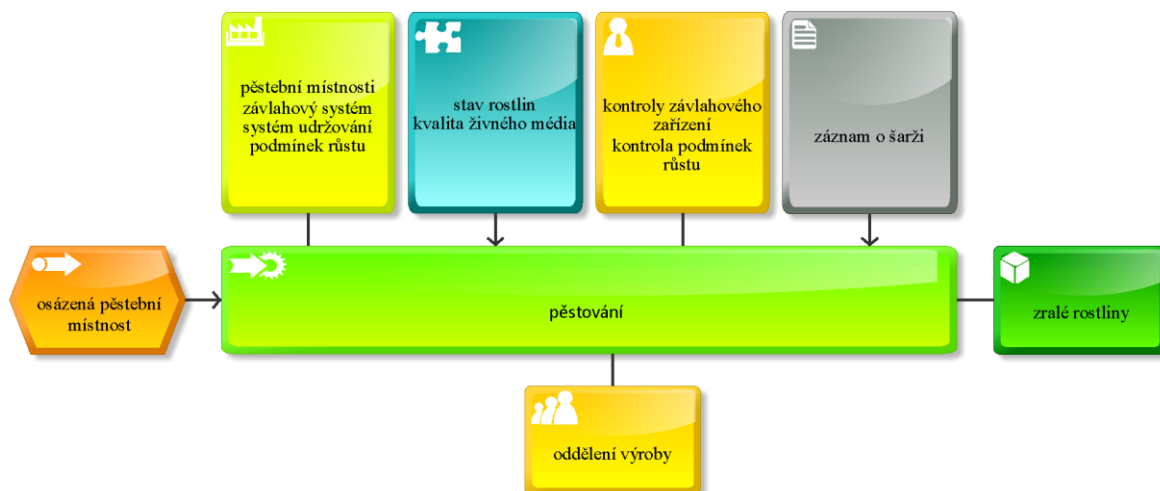 pěstební místnosti
závlahový systém
systém udržování
podmínek růstu
stav rostlin
kvalita živného média
kontroly závlahového
zařízení
kontrola podmínek
růstu
záznam o šarži
osázená pěstební
místnost
pěstování
zralé rostliny
oddělení výroby